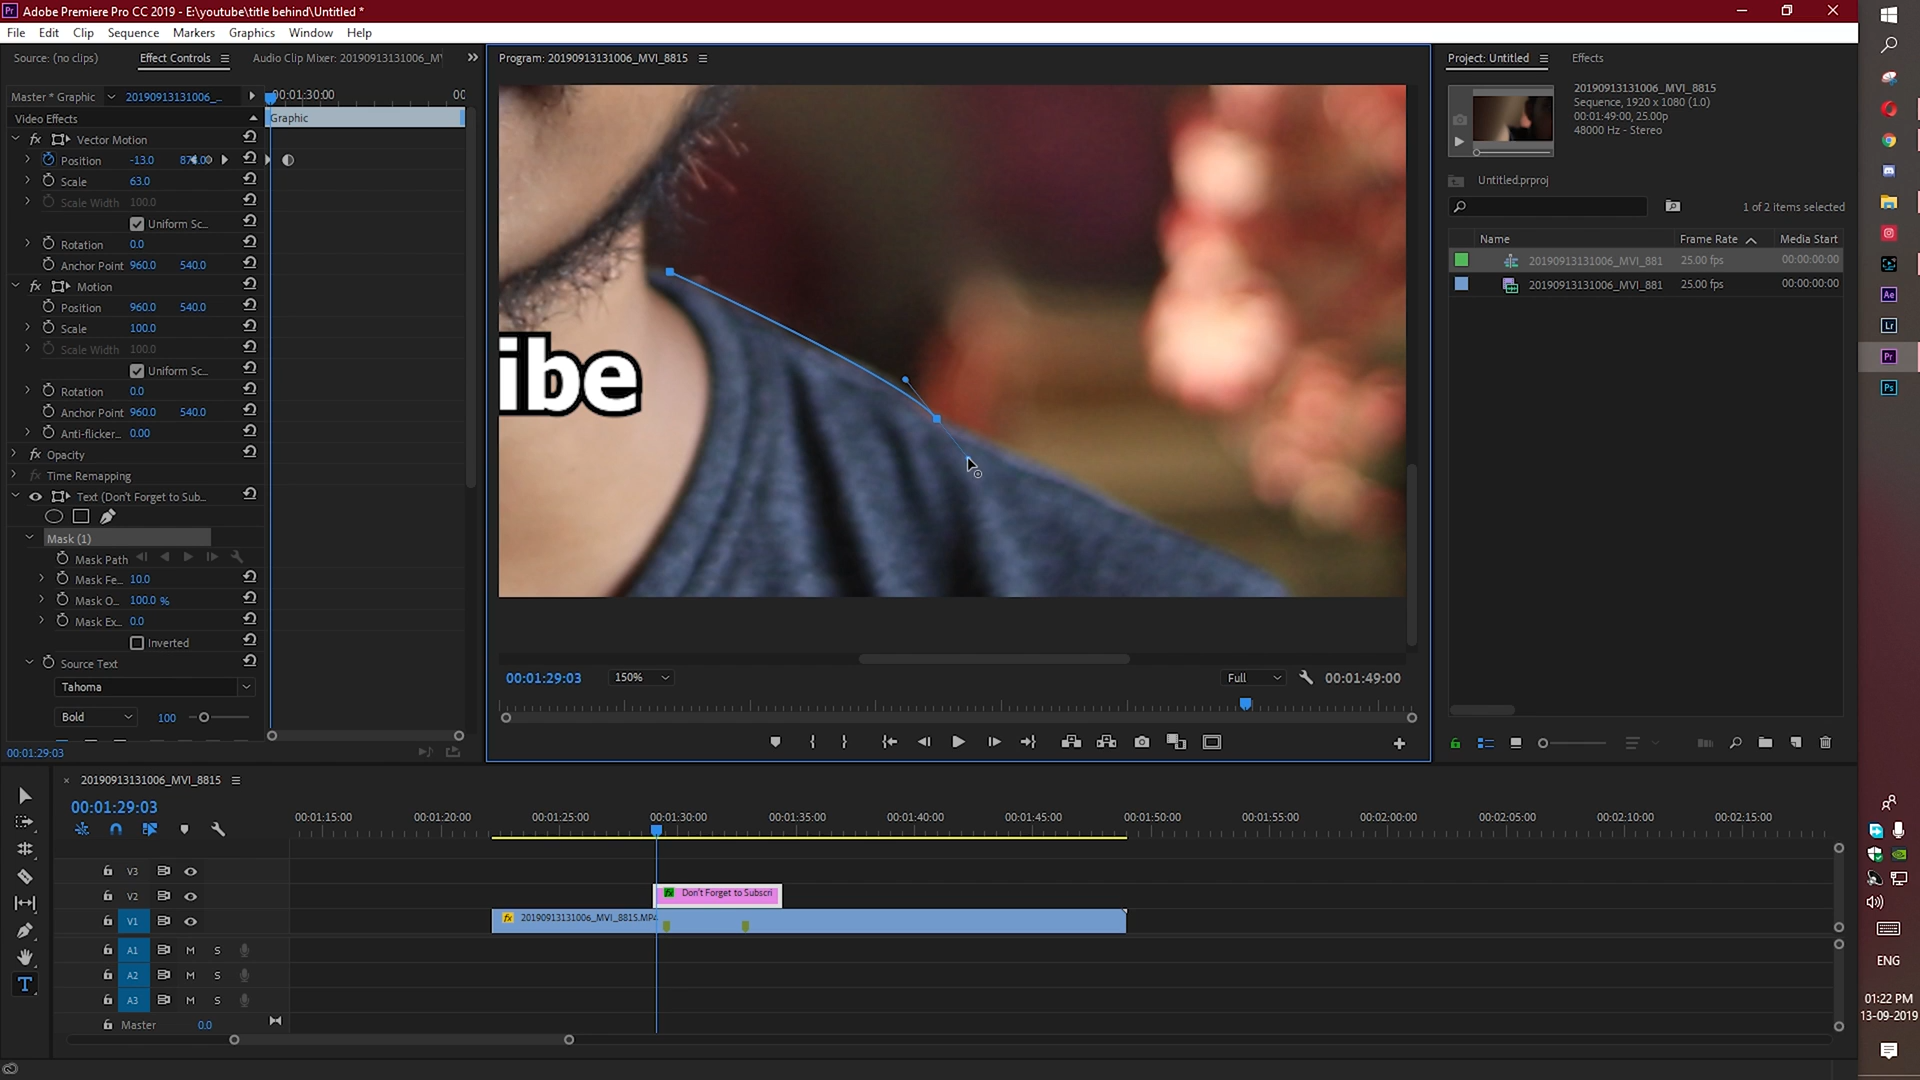 Adobe Premiere Pro CC 2019 - E:\youtube\title behind\Untitled *
File Edit Clip Sequence Markers Graphics Window Help
Source: (no clips)
Effect Controls
Audio Clip Mixer: 20190913131006_M\
Program: 20190913131006_MVI_8815
Project: Untitled
Effects
Master * Graphic
20190913131006_...
00:01:30:00
00
Video Effects
Graphic
Vector Motion
Position -13.0
Scale 63.0
Scale Width 100.0
Uniform Sc...
Rotation 0.0
Anchor Point 960.0 540.0
Motion
Position 960.0 540.0
Scale 100.0
Scale Width 100.0
Uniform Sc...
Rotation 0.0
Anchor Point 960.0 540.0
Anti-flicker... 0.00
Opacity
Time Remapping
Text (Don't Forget to Sub...
Mask (1)
Mask Path
Mask Fe... 10.0
Mask O... 100.0 %
Mask Ex... 0.0
Inverted
Source Text
Tahoma
Bold 100
00:01:29:03
ibe
00:01:29:03
150%
Full
00:01:49:00
20190913131006_MVI_8815
Sequence, 1920 x 1080 (1.0)
00:01:49:00, 25.00p
48000 Hz - Stereo
Untitled.prproj
1 of 2 items selected
Name Frame Rate Media Start
20190913131006_MVI_881 25.00 fps 00:00:00:00
20190913131006_MVI_881 25.00 fps 00:00:00:00
× 20190913131006_MVI_8815
00:01:29:03
00:01:15:00 00:01:20:00 00:01:25:00 00:01:30:00 00:01:35:00 00:01:40:00 00:01:45:00 00:01:50:00 00:01:55:00 00:02:00:00 00:02:05:00 00:02:10:00 00:02:15:00
V3
V2
Don't Forget to Subscri
V1
20190913131006_MVI_8815.MP4
A1 M S
A2 M S
A3 M S
Master 0.0
Ae
Lr
Pr
Ps
ENG
01:22 PM
13-09-2019